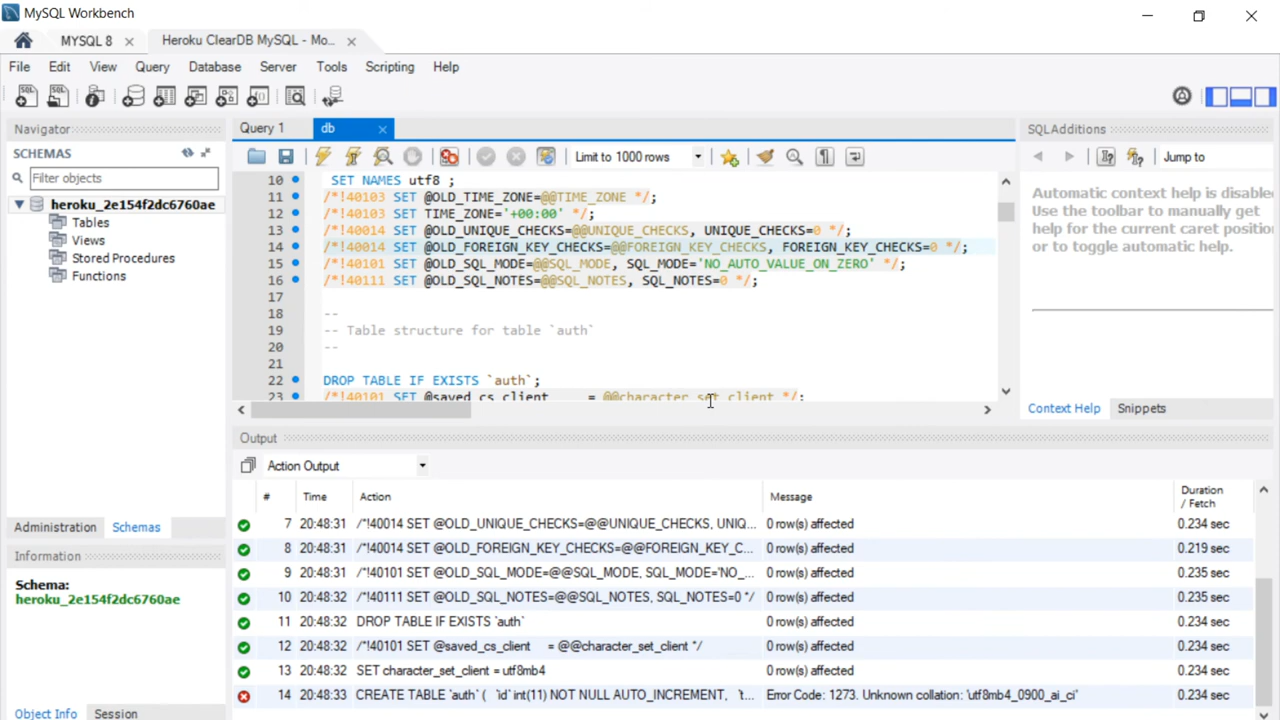 MySQL Workbench
MYSQL 8
Heroku ClearDB MySQL - Mo...
File Edit View Query Database Server Tools Scripting Help
Navigator
SCHEMAS
Filter objects
heroku_2e154f2dc6760ae
Tables
Views
Stored Procedures
Functions
Administration Schemas
Information
Schema:
heroku_2e154f2dc6760ae
Object Info Session
Query 1 db
Limit to 1000 rows
10 SET NAMES utf8 ;
11 /*!40103 SET @OLD_TIME_ZONE=@@TIME_ZONE */;
12 /*!40103 SET TIME_ZONE='+00:00' */;
13 /*!40014 SET @OLD_UNIQUE_CHECKS=@@UNIQUE_CHECKS, UNIQUE_CHECKS=0 */;
14 /*!40014 SET @OLD_FOREIGN_KEY_CHECKS=@@FOREIGN_KEY_CHECKS, FOREIGN_KEY_CHECKS=0 */;
15 /*!40101 SET @OLD_SQL_MODE=@@SQL_MODE, SQL_MODE='NO_AUTO_VALUE_ON_ZERO' */;
16 /*!40111 SET @OLD_SQL_NOTES=@@SQL_NOTES, SQL_NOTES=0 */;
17
18 --
19 -- Table structure for table `auth`
20 --
21
22 DROP TABLE IF EXISTS `auth`;
23 /*!40101 SET @saved_cs_client = @@character_set_client */;
SQLAdditions
Jump to
Automatic context help is disable
Use the toolbar to manually get
help for the current caret positio
or to toggle automatic help.
Context Help Snippets
Output
Action Output
# Time Action Message Duration / Fetch
7 20:48:31 /*!40014 SET @OLD_UNIQUE_CHECKS=@@UNIQUE_CHECKS, UNIQ... 0 row(s) affected 0.234 sec
8 20:48:31 /*!40014 SET @OLD_FOREIGN_KEY_CHECKS=@@FOREIGN_KEY_C... 0 row(s) affected 0.219 sec
9 20:48:31 /*!40101 SET @OLD_SQL_MODE=@@SQL_MODE, SQL_MODE='NO_... 0 row(s) affected 0.235 sec
10 20:48:32 /*!40111 SET @OLD_SQL_NOTES=@@SQL_NOTES, SQL_NOTES=0 */ 0 row(s) affected 0.235 sec
11 20:48:32 DROP TABLE IF EXISTS `auth` 0 row(s) affected 0.234 sec
12 20:48:32 /*!40101 SET @saved_cs_client = @@character_set_client */ 0 row(s) affected 0.234 sec
13 20:48:32 SET character_set_client = utf8mb4 0 row(s) affected 0.234 sec
14 20:48:33 CREATE TABLE `auth` ( `id` int(11) NOT NULL AUTO_INCREMENT, `t... Error Code: 1273. Unknown collation: 'utf8mb4_0900_ai_ci' 0.234 sec